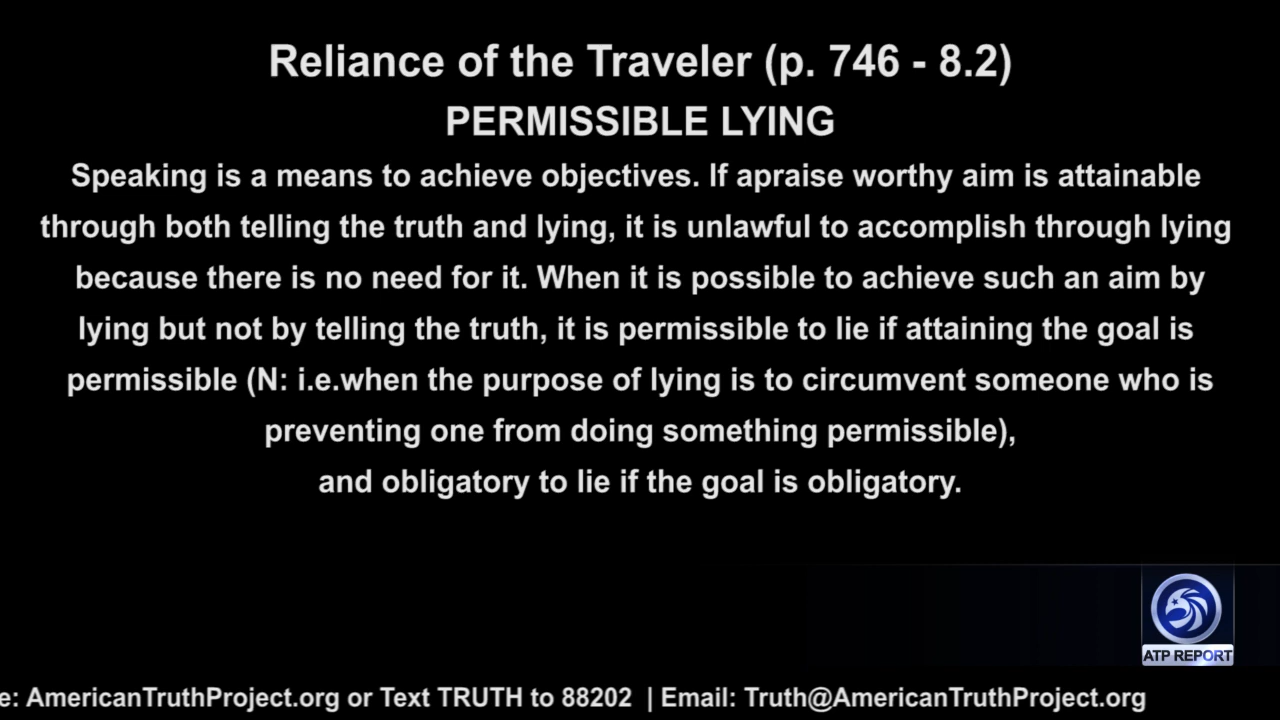 Reliance of the Traveler (p. 746 - 8.2)
PERMISSIBLE LYING
Speaking is a means to achieve objectives. If apraise worthy aim is attainable
through both telling the truth and lying, it is unlawful to accomplish through lying
because there is no need for it. When it is possible to achieve such an aim by
lying but not by telling the truth, it is permissible to lie if attaining the goal is
permissible (N: i.e.when the purpose of lying is to circumvent someone who is
preventing one from doing something permissible),
and obligatory to lie if the goal is obligatory.
ATP REPORT
e: AmericanTruthProject.org or Text TRUTH to 88202 | Email: Truth@AmericanTruthProject.org